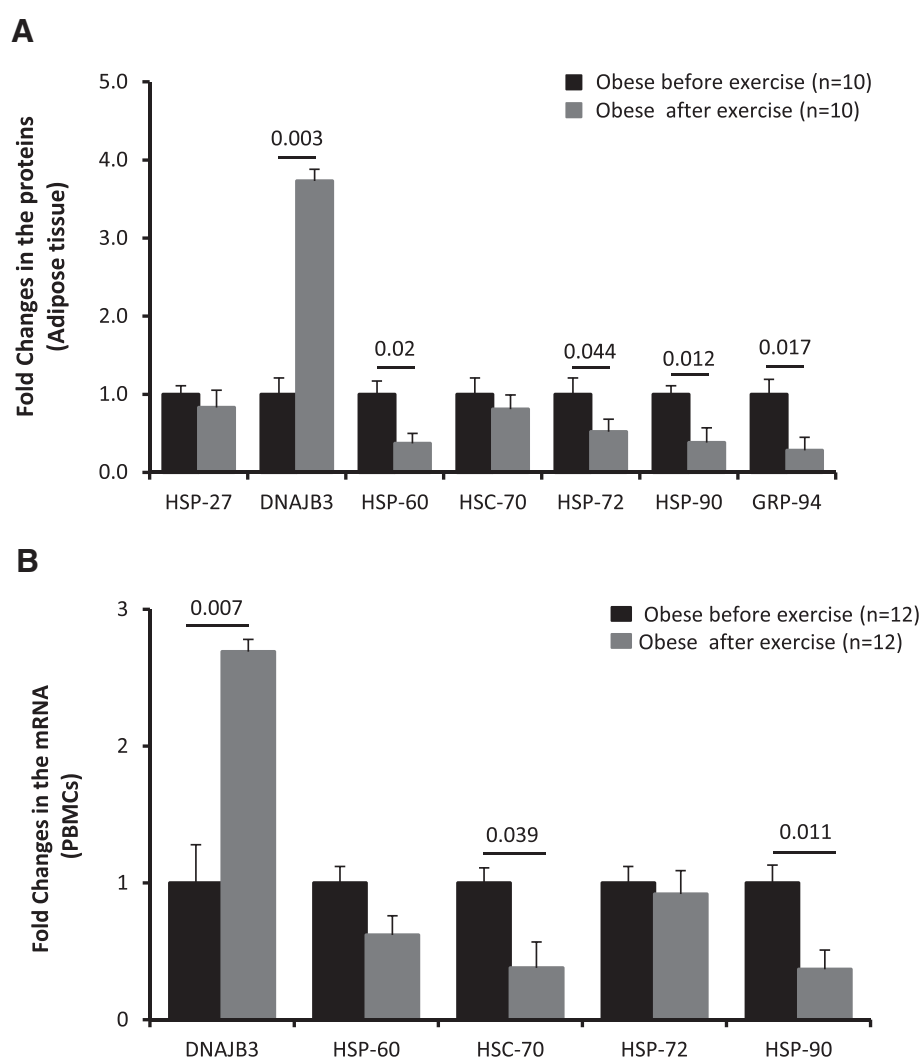 A
Fold Changes in the proteins
(Adipose tissue)
5.0
4.0
3.0
2.0
1.0
0.0
Obese before exercise (n=10)
Obese after exercise (n=10)
0.003
0.02
0.044
0.012
0.017
HSP-27 DNAJB3 HSP-60 HSC-70 HSP-72 HSP-90 GRP-94
B
Fold Changes in the mRNA
(PBMCs)
3
2
1
0
Obese before exercise (n=12)
Obese after exercise (n=12)
0.007
0.039
0.011
DNAJB3 HSP-60 HSC-70 HSP-72 HSP-90